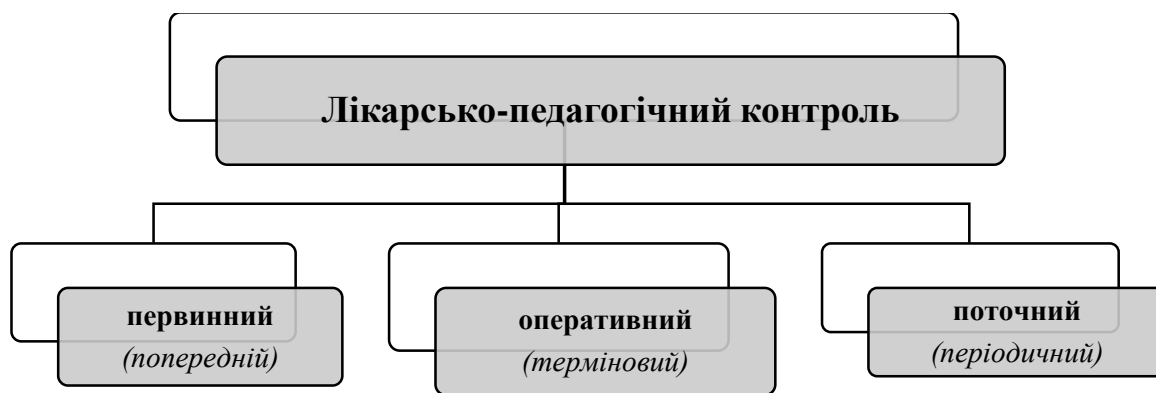 Лікарсько-педагогічний контроль
первинний
(попередній)
оперативний
(терміновий)
поточний
(періодичний)